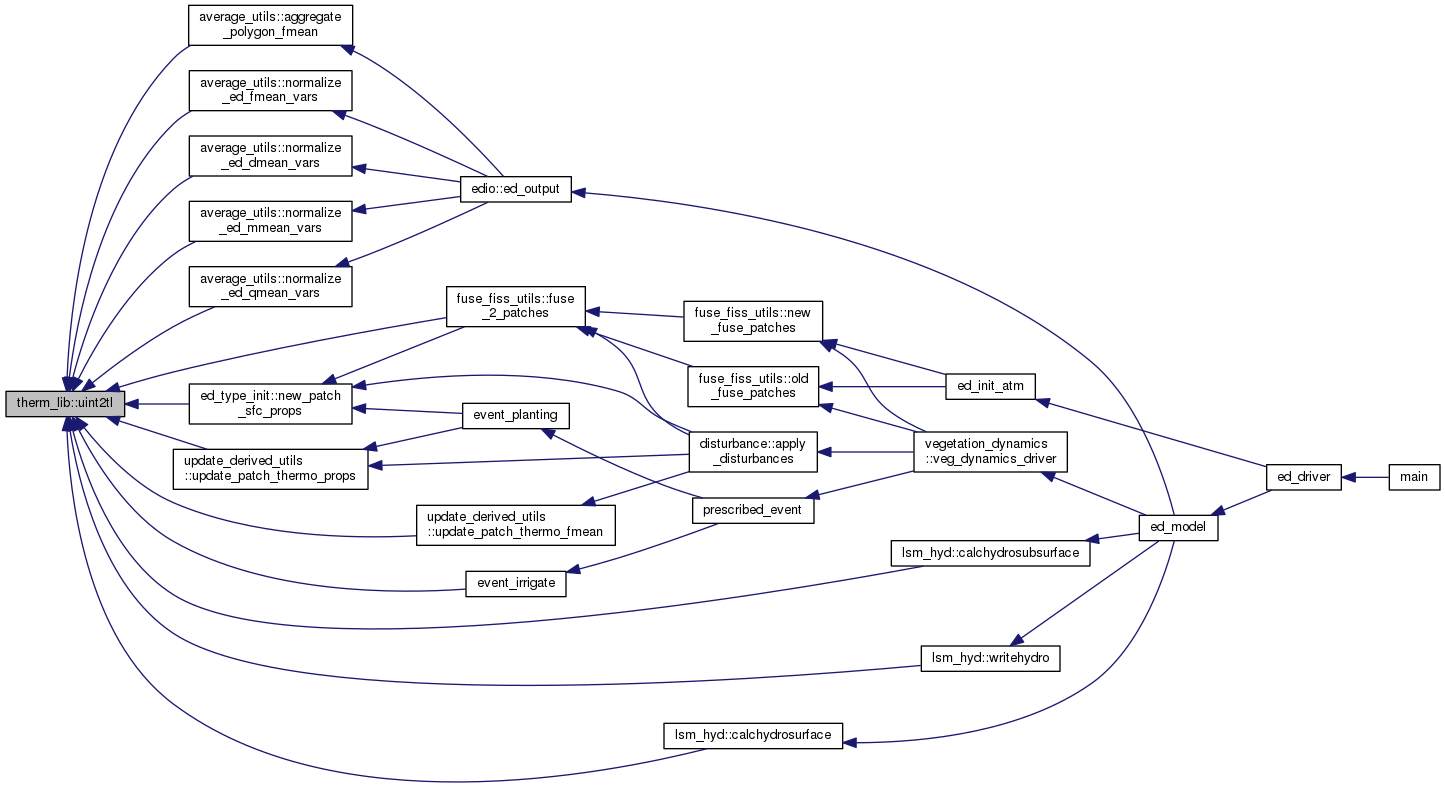 average_utils::aggregate
_polygon_fmean
average_utils::normalize
_ed_fmean_vars
average_utils::normalize
_ed_dmean_vars
edio::ed_output
average_utils::normalize
_ed_mmean_vars
average_utils::normalize
_ed_qmean_vars
fuse_fiss_utils::fuse
_2_patches
fuse_fiss_utils::new
_fuse_patches
fuse_fiss_utils::old
_fuse_patches
ed_init_atm
therm_lib::uint2tl
ed_type_init::new_patch
_sfc_props
event_planting
disturbance::apply
_disturbances
vegetation_dynamics
::veg_dynamics_driver
update_derived_utils
::update_patch_thermo_props
ed_driver
main
prescribed_event
update_derived_utils
::update_patch_thermo_fmean
ed_model
lsm_hyd::calchydrosubsurface
event_irrigate
lsm_hyd::writehydro
lsm_hyd::calchydrosurface